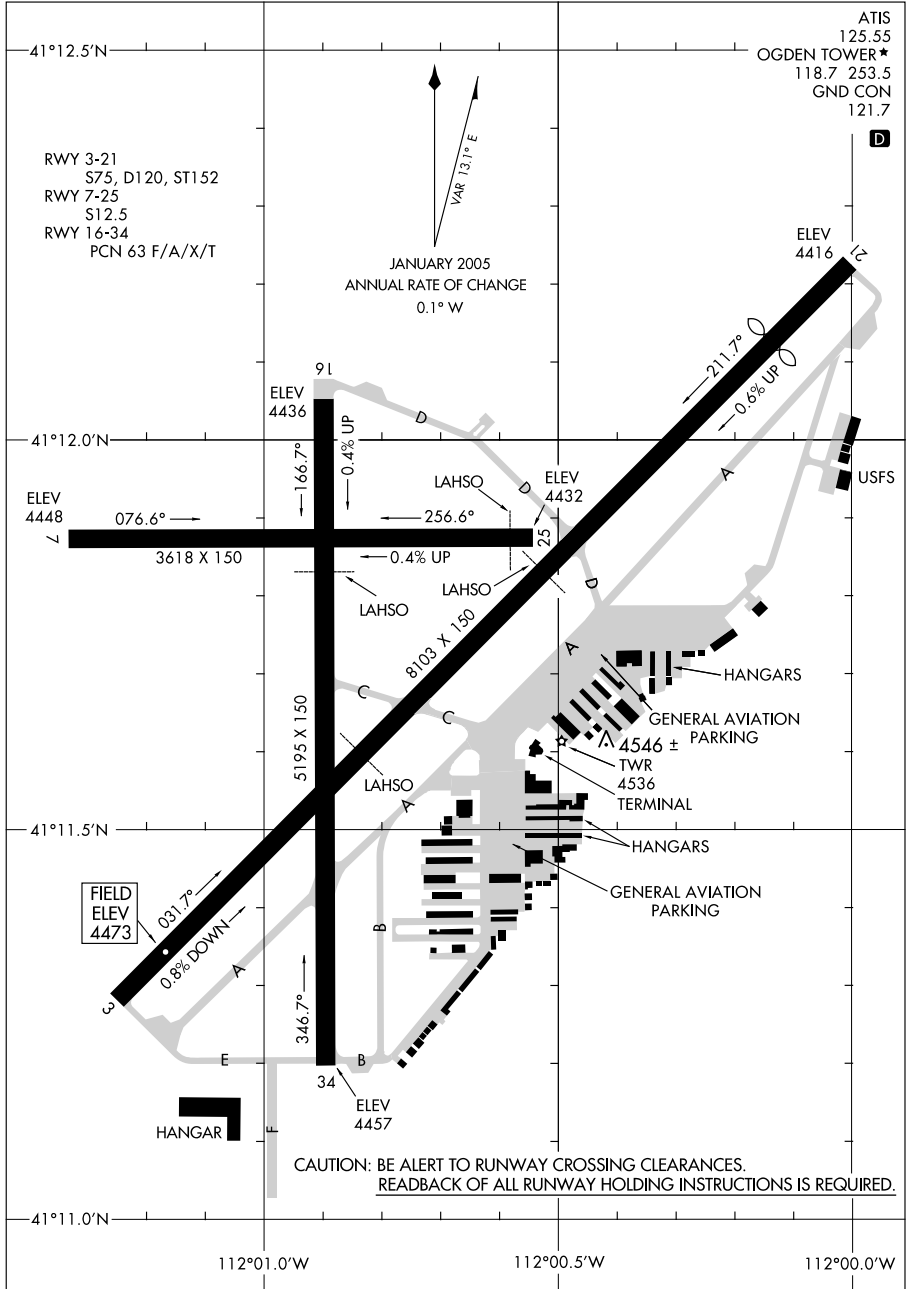 ATIS
125.55
41°12.5'N
OGDEN TOWER★
118.7 253.5
GND CON
121.7
D
VAR 13.1° E
RWY 3-21
S75, D120, ST152
RWY 7-25
S12.5
RWY 16-34
PCN 63 F/A/X/T
JANUARY 2005
ANNUAL RATE OF CHANGE
0.1° W
ELEV
4416
21
211.7°
0.6% UP
16
ELEV
4436
D
166.7°
0.4% UP
41°12.0'N
A
USFS
LAHSO
ELEV
4432
D
ELEV
4448
076.6°
256.6°
7
25
3618 X 150
0.4% UP
LAHSO
LAHSO
D
8103 X 150
A
HANGARS
C
C
GENERAL AVIATION
PARKING
4546 ±
TWR
4536
5195 X 150
LAHSO
TERMINAL
A
41°11.5'N
HANGARS
GENERAL AVIATION
PARKING
FIELD
ELEV
4473
031.7°
0.8% DOWN
A
B
346.7°
3
E
B
34
ELEV
4457
HANGAR
F
CAUTION: BE ALERT TO RUNWAY CROSSING CLEARANCES.
READBACK OF ALL RUNWAY HOLDING INSTRUCTIONS IS REQUIRED.
41°11.0'N
112°01.0'W
112°00.5'W
112°00.0'W